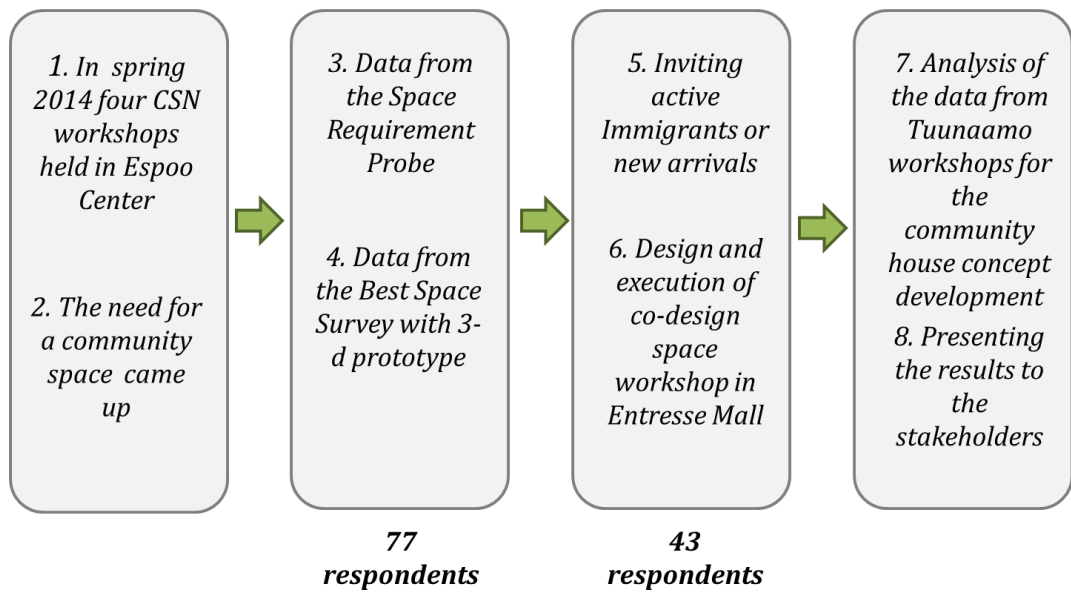 1. In spring
2014 four CSN
workshops
held in Espoo
Center
2. The need for
a community
space came
up
3. Data from
the Space
Requirement
Probe
4. Data from
the Best Space
Survey with 3-
d prototype
77
respondents
5. Inviting
active
Immigrants or
new arrivals
6. Design and
execution of
co-design
space
workshop in
Entresse Mall
43
respondents
7. Analysis of
the data from
Tuunaamo
workshops for
the
community
house concept
development
8. Presenting
the results to
the
stakeholders